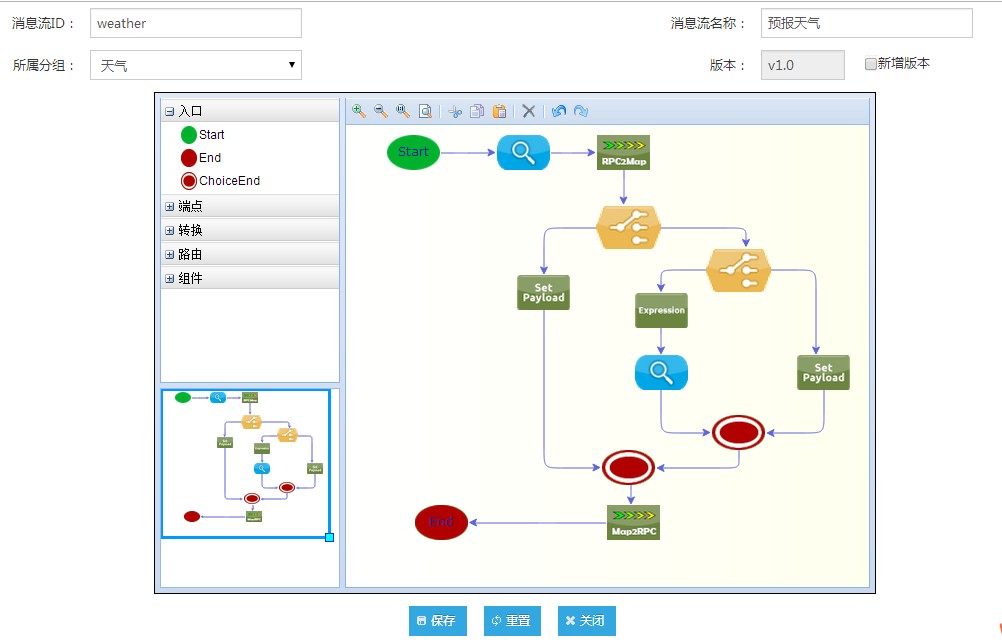 消息流ID： weather 消息流名称： 预报天气
所属分组： 天气 版本： v1.0 新增版本
入口
Start
End
ChoiceEnd
端点
转换
路由
组件
Start
RPC2Map
Set
Payload
Expression
Set
Payload
End
Map2RPC
保存 重置 关闭